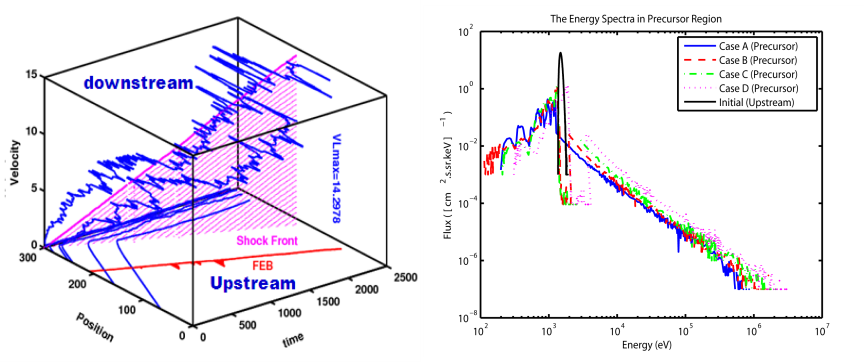 15
10
5
0
Velocity
downstream
VLmax=14.2978
Shock Front
FEB
Upstream
300
200
100
0
Position
0
500
1000
1500
2000
2500
time
The Energy Spectra in Precursor Region
Case A (Precursor)
Case B (Precursor)
Case C (Precursor)
Case D (Precursor)
Initial (Upstream)
Flux ( [ cm 2 .s.sr.keV ] −1 )
10 2
10 0
10 −2
10 −4
10 −6
10 −8
10 2
10 3
10 4
10 5
10 6
10 7
Energy (eV)